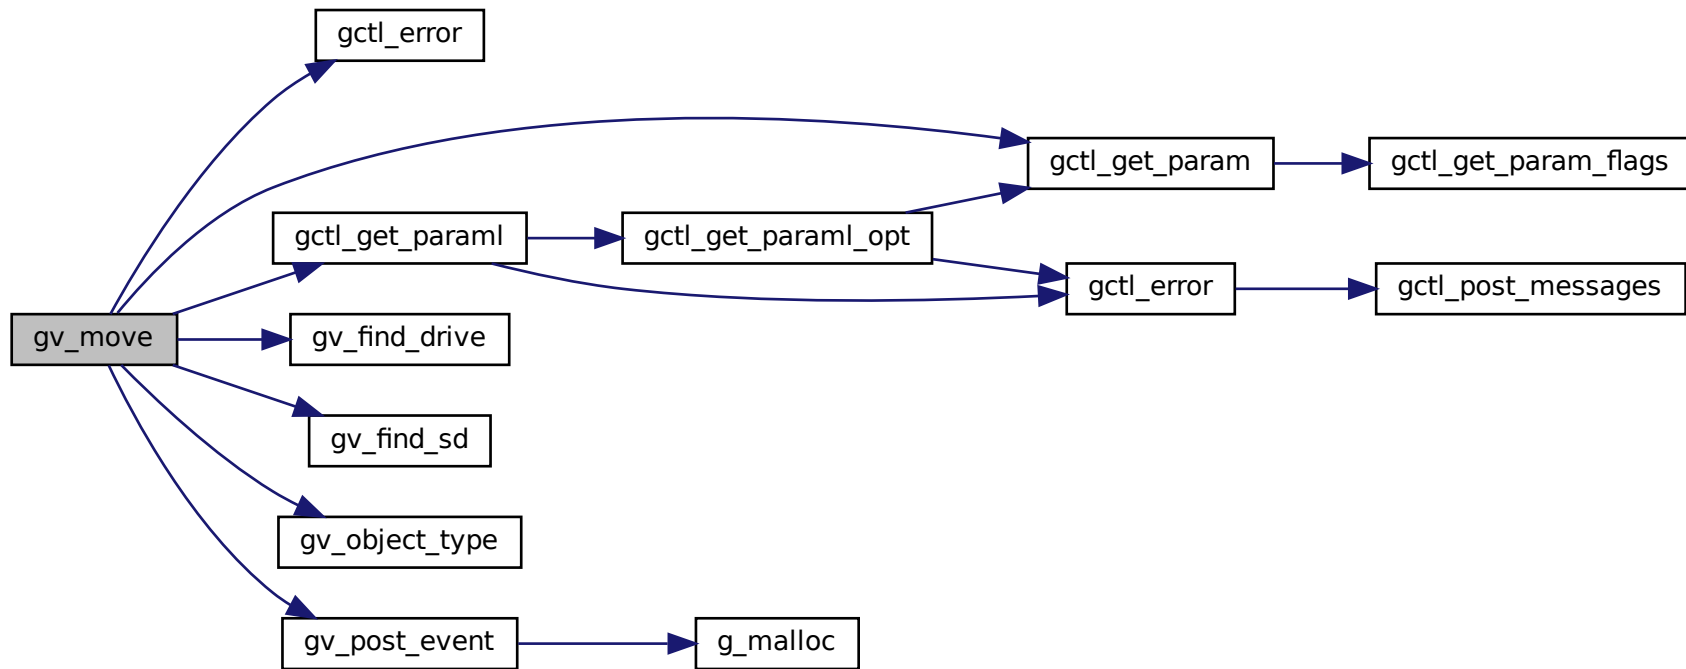 gctl_error
gctl_get_param
gctl_get_param_flags
gctl_get_paraml
gctl_get_paraml_opt
gctl_error
gctl_post_messages
gv_move
gv_find_drive
gv_find_sd
gv_object_type
gv_post_event
g_malloc